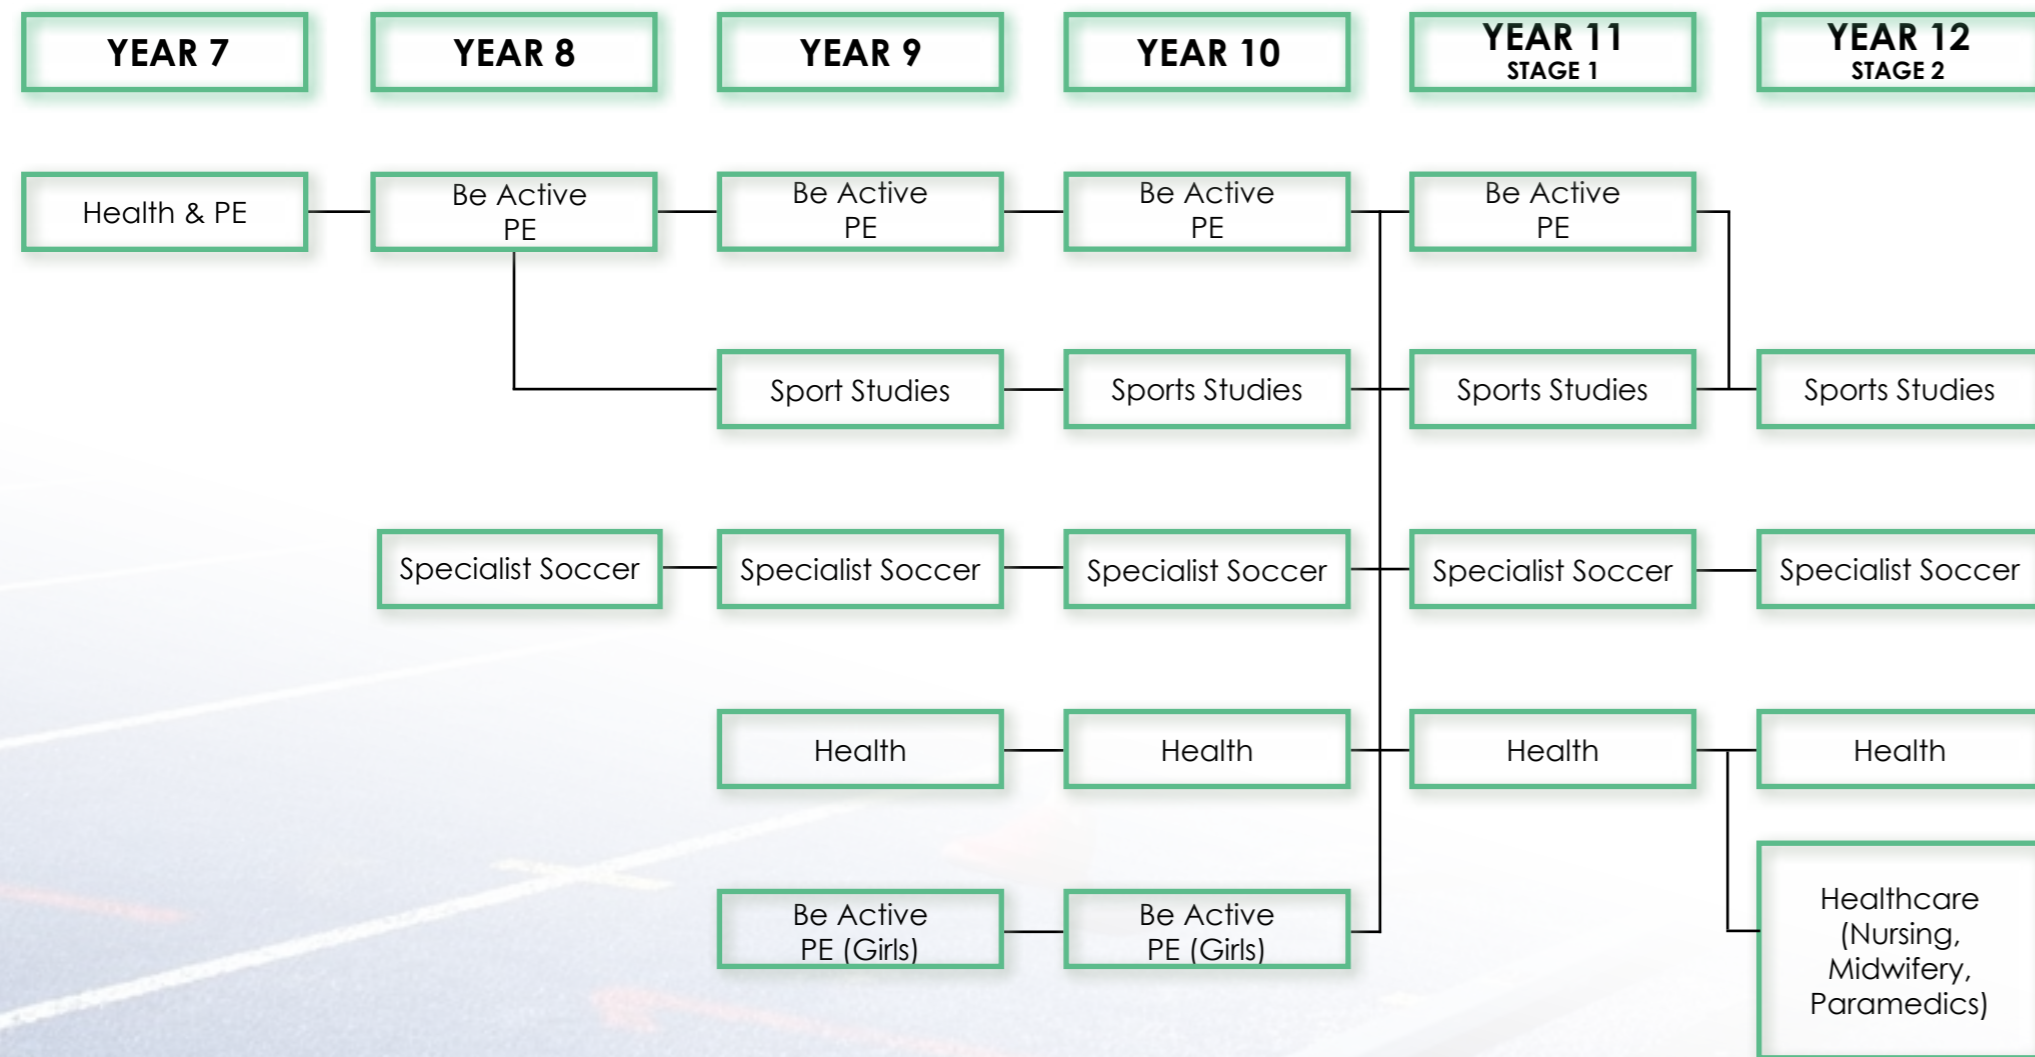 YEAR 7
YEAR 8
YEAR 9
YEAR 10
YEAR 11
STAGE 1
YEAR 12
STAGE 2
Health & PE
Be Active
PE
Be Active
PE
Be Active
PE
Be Active
PE
Sport Studies
Sports Studies
Sports Studies
Sports Studies
Specialist Soccer
Specialist Soccer
Specialist Soccer
Specialist Soccer
Specialist Soccer
Health
Health
Health
Health
Be Active
PE (Girls)
Be Active
PE (Girls)
Healthcare
(Nursing,
Midwifery,
Paramedics)